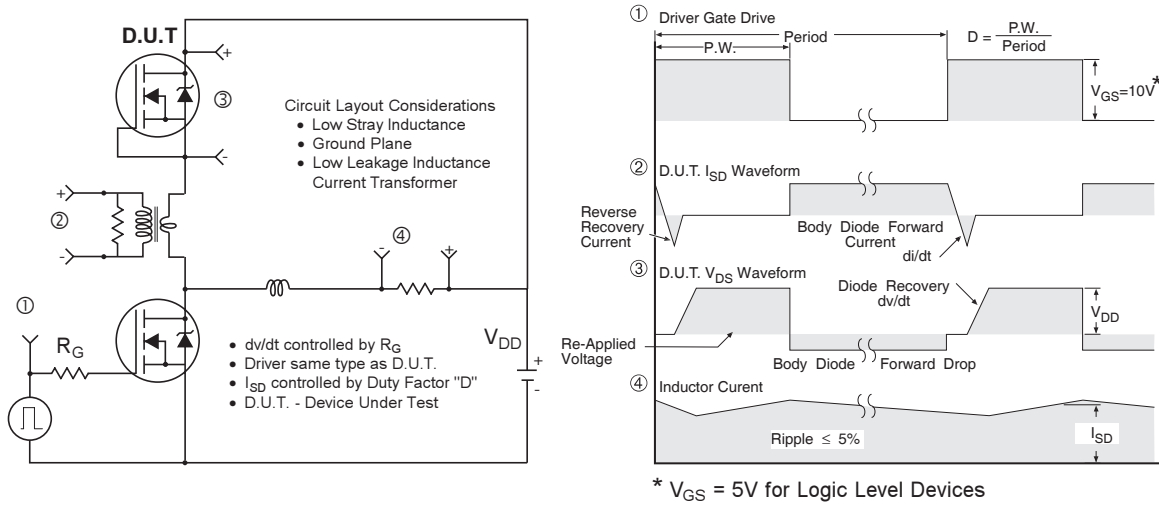 D.U.T
+
③
-
Circuit Layout Considerations
• Low Stray Inductance
• Ground Plane
• Low Leakage Inductance
Current Transformer
+
②
-
④
-
+
①
R_G
V_DD
+
-
• dv/dt controlled by R_G
• Driver same type as D.U.T.
• I_SD controlled by Duty Factor "D"
• D.U.T. - Device Under Test
① Driver Gate Drive
P.W.
Period
D = P.W. / Period
V_GS=10V*
② D.U.T. I_SD Waveform
Reverse
Recovery
Current
Body Diode Forward
Current
di/dt
③ D.U.T. V_DS Waveform
Diode Recovery
dv/dt
V_DD
Re-Applied
Voltage
Body Diode Forward Drop
④ Inductor Curent
Ripple ≤ 5%
I_SD
* V_GS = 5V for Logic Level Devices